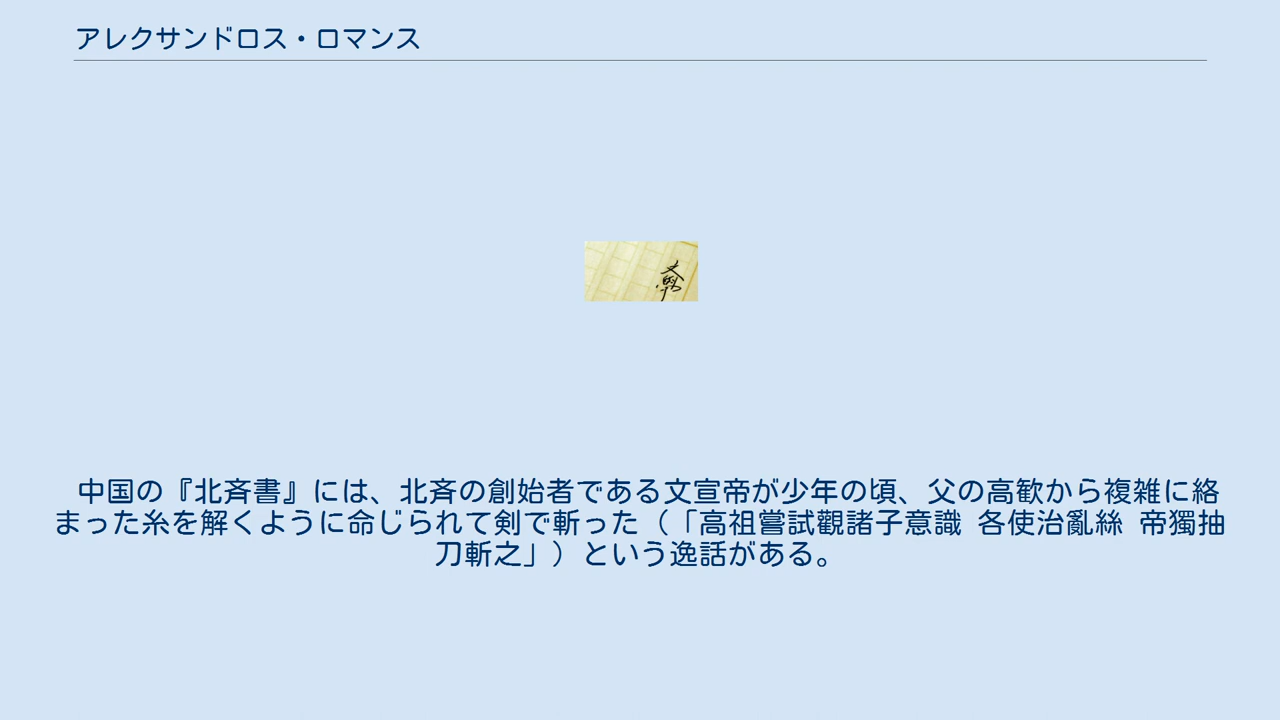 アレクサンドロス・ロマンス
中国の『北斉書』には、北斉の創始者である文宣帝が少年の頃、父の高歓から複雑に絡
まった糸を解くように命じられて剣で斬った（「高祖嘗試觀諸子意識 各使治亂絲 帝獨抽
刀斬之」）という逸話がある。